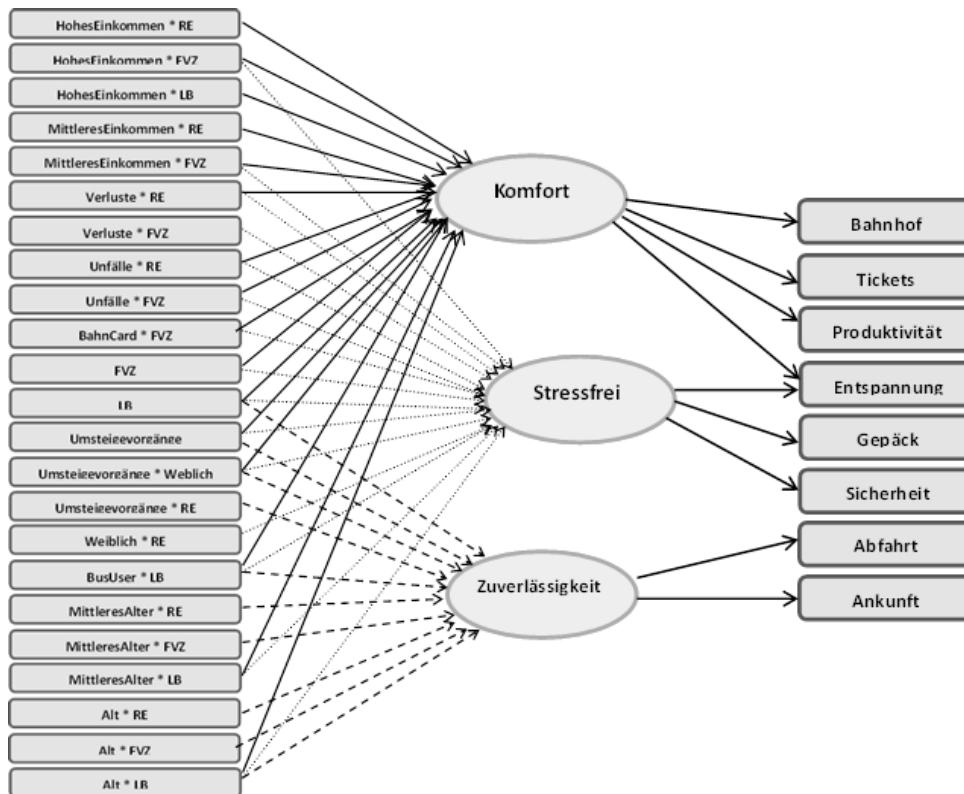 HohesEinkommen * RE
HohesEinkommen * FVZ
HohesEinkommen * LB
MittleresEinkommen * RE
MittleresEinkommen * FVZ
Verluste * RE
Verluste * FVZ
Unfälle * RE
Unfälle * FVZ
BahnCard * FVZ
FVZ
LB
Umsteigevorgänge
Umsteigevorgänge * Weblich
Umsteigevorgänge * RE
Weiblich * RE
BusUser * LB
MittleresAlter * RE
MittleresAlter * FVZ
MittleresAlter * LB
Alt * RE
Alt * FVZ
Alt * LB
Komfort
Stressfrei
Zuverlässigkeit
Bahnhof
Tickets
Produktivität
Entspannung
Gepäck
Sicherheit
Abfahrt
Ankunft